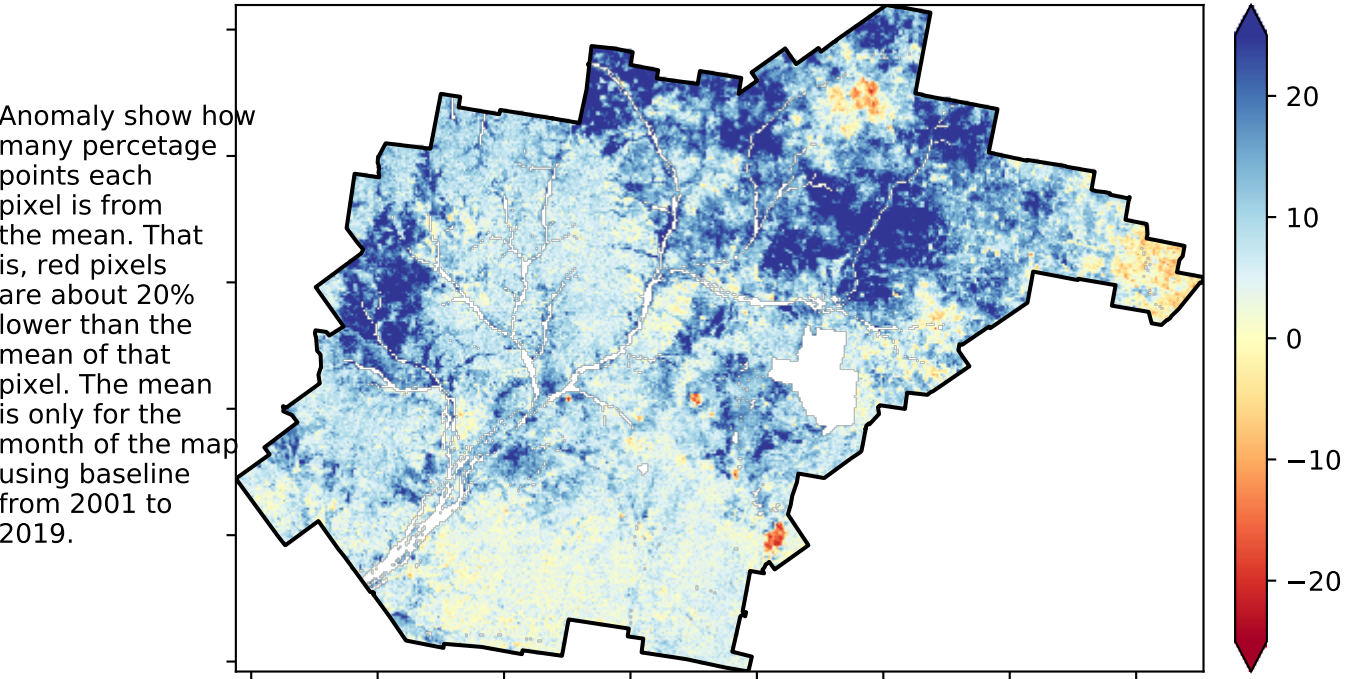 Anomaly show how
many percetage
points each
pixel is from
the mean. That
is, red pixels
are about 20%
lower than the
mean of that
pixel. The mean
is only for the
month of the map
using baseline
from 2001 to
2019.
20
10
0
−10
−20